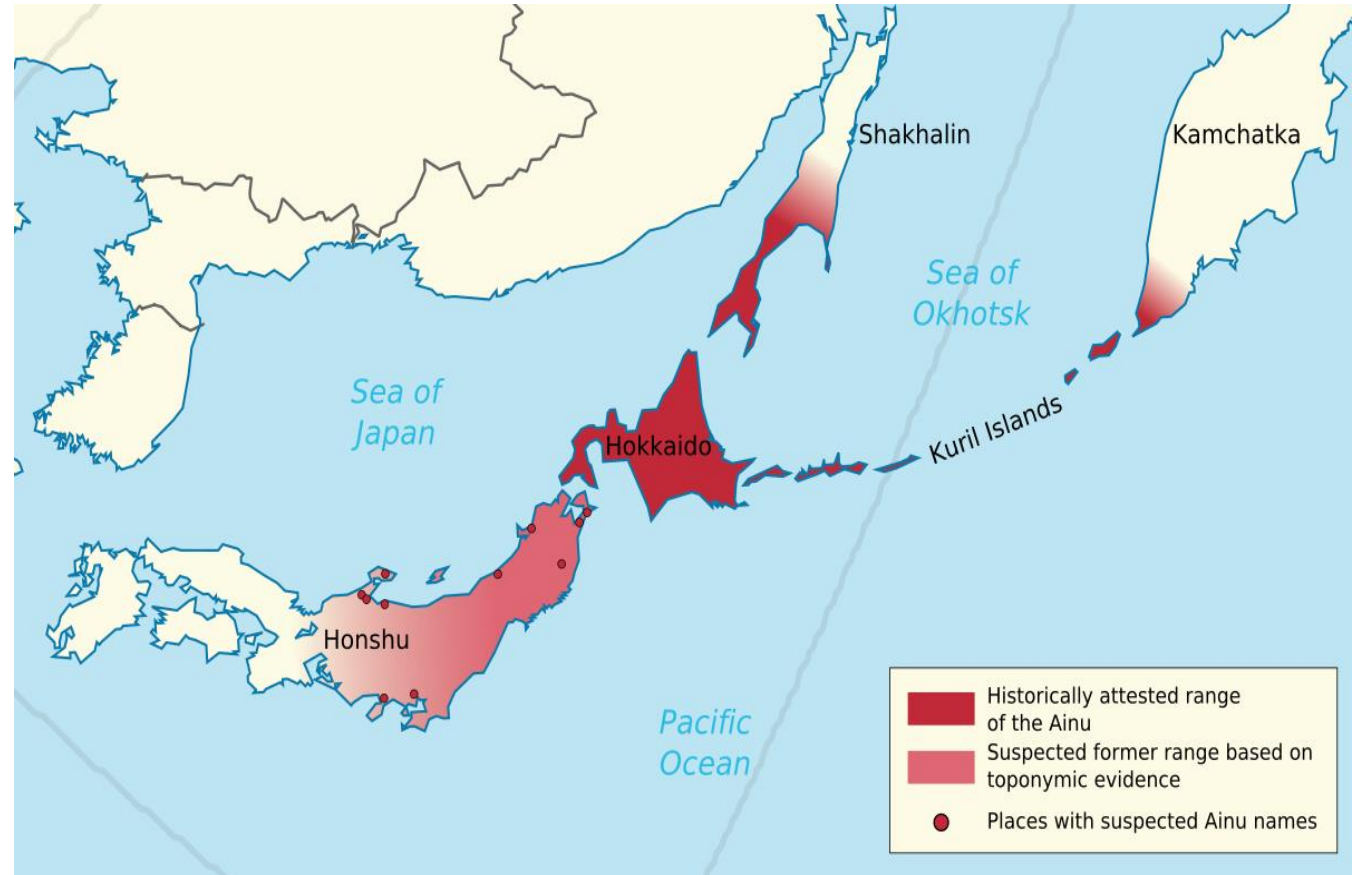 Shakhalin
Kamchatka
Sea of
Okhotsk
Sea of
Japan
Hokkaido
Kuril Islands
Honshu
Pacific
Ocean
Historically attested range
of the Ainu
Suspected former range based on
toponymic evidence
Places with suspected Ainu names